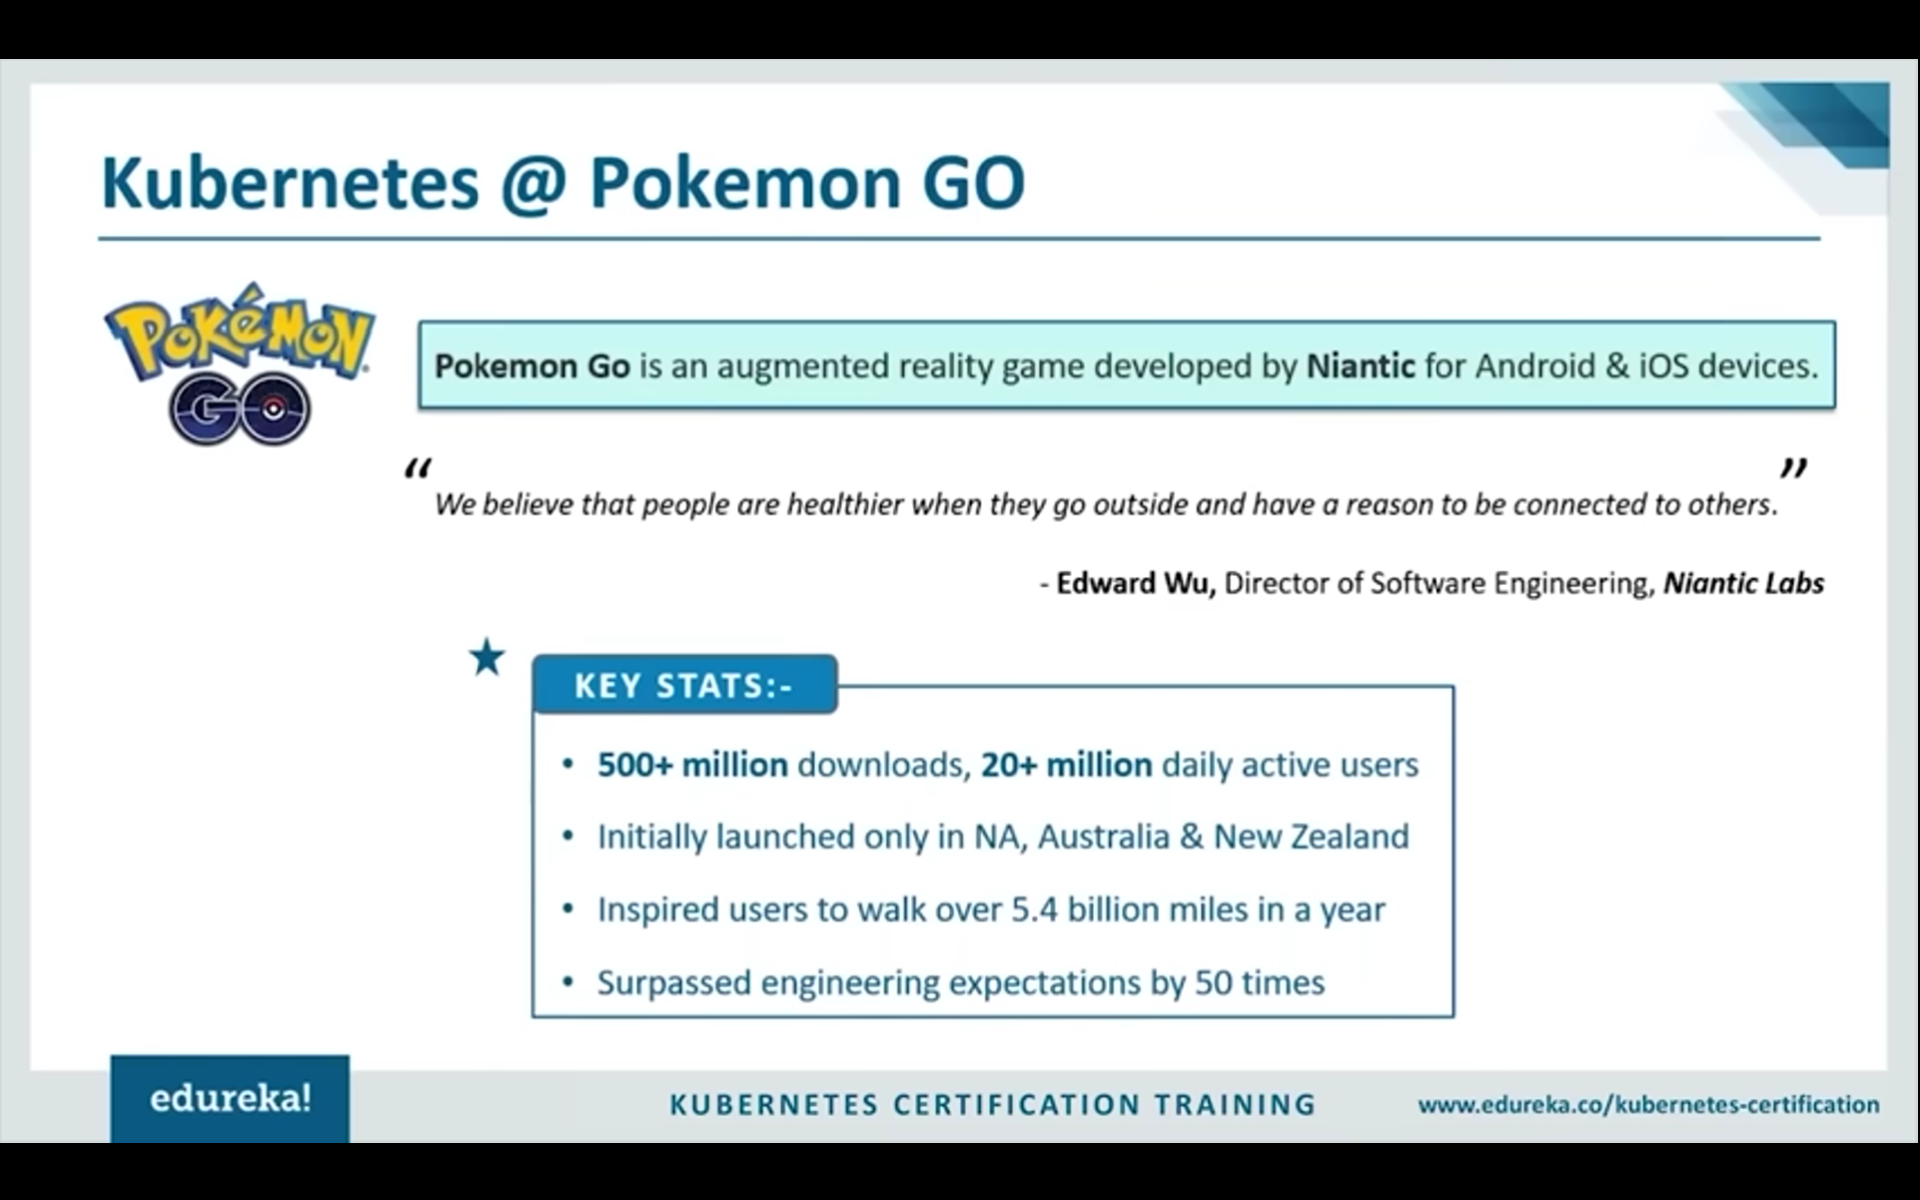 Kubernetes @ Pokemon GO
POKéMON
GO
Pokemon Go is an augmented reality game developed by Niantic for Android & iOS devices.
“We believe that people are healthier when they go outside and have a reason to be connected to others.”
- Edward Wu, Director of Software Engineering, Niantic Labs
★ KEY STATS:-
• 500+ million downloads, 20+ million daily active users
• Initially launched only in NA, Australia & New Zealand
• Inspired users to walk over 5.4 billion miles in a year
• Surpassed engineering expectations by 50 times
edureka!
KUBERNETES CERTIFICATION TRAINING
www.edureka.co/kubernetes-certification